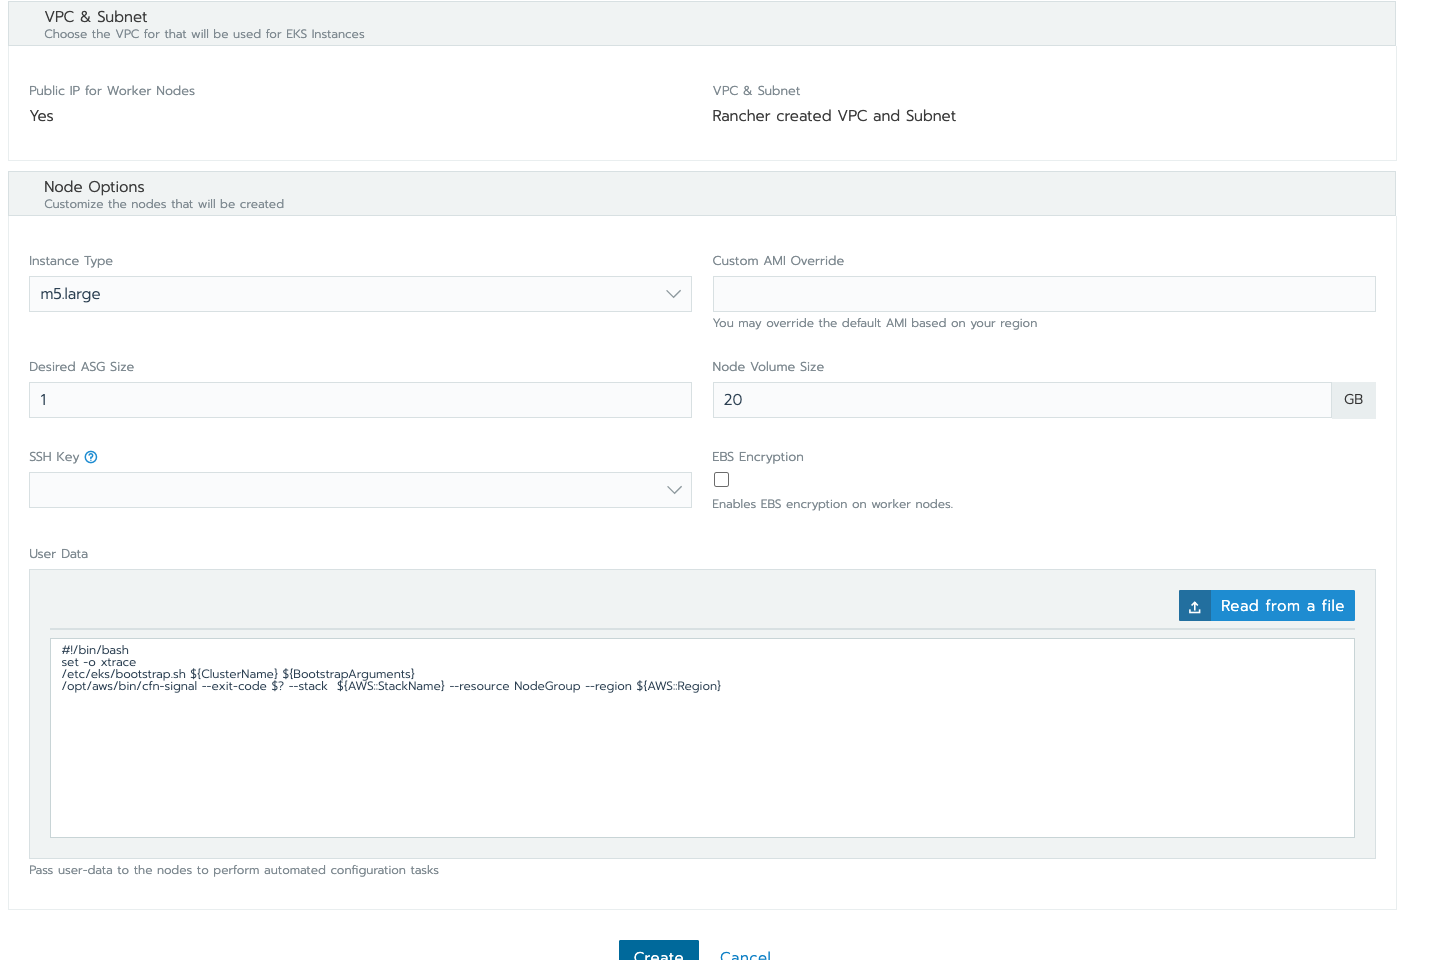 VPC & Subnet
Choose the VPC for that will be used for EKS Instances
Public IP for Worker Nodes
Yes
VPC & Subnet
Rancher created VPC and Subnet
Node Options
Customize the nodes that will be created
Instance Type
m5.large
Custom AMI Override
You may override the default AMI based on your region
Desired ASG Size
1
Node Volume Size
20
GB
SSH Key
EBS Encryption
Enables EBS encryption on worker nodes.
User Data
Read from a file
#!/bin/bash
set -o xtrace
/etc/eks/bootstrap.sh ${ClusterName} ${BootstrapArguments}
/opt/aws/bin/cfn-signal --exit-code $? --stack  ${AWS::StackName} --resource NodeGroup --region ${AWS::Region}
Pass user-data to the nodes to perform automated configuration tasks
Create
Cancel